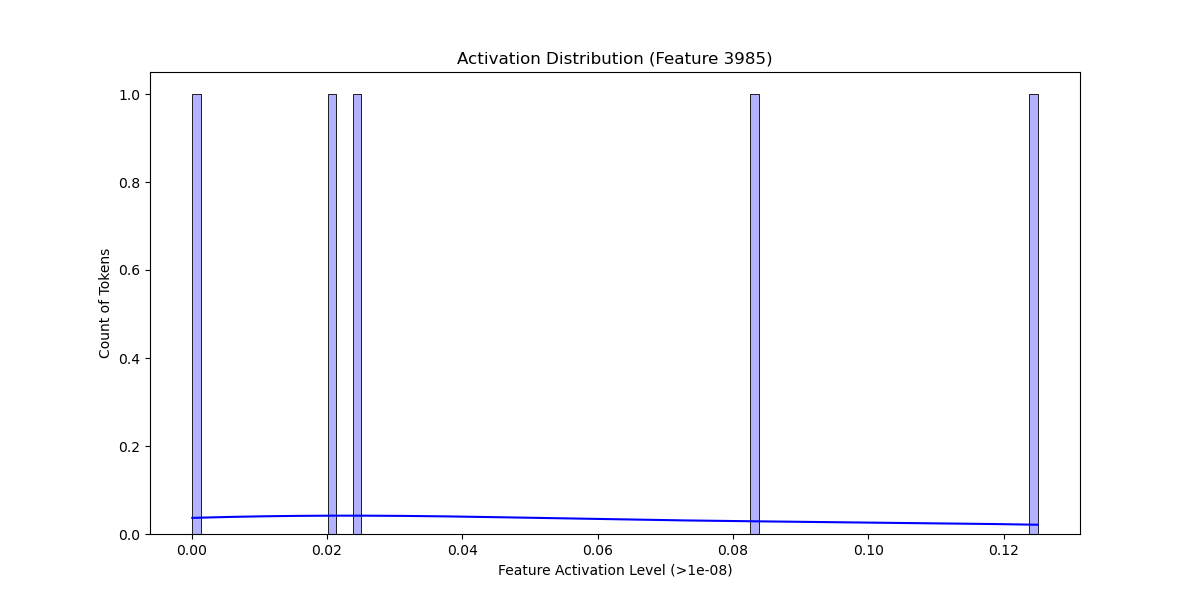 Activation Distribution (Feature 3985)
Count of Tokens
1.0
0.8
0.6
0.4
0.2
0.0
0.00 0.02 0.04 0.06 0.08 0.10 0.12
Feature Activation Level (>1e-08)